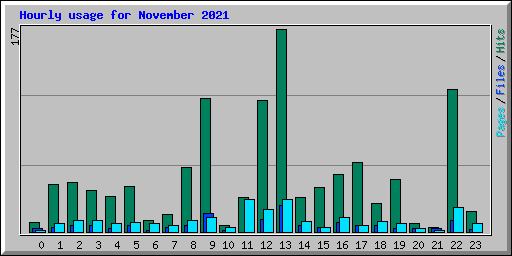 Hourly usage for November 2021
177
Pages/Files/Hits
0 1 2 3 4 5 6 7 8 9 10 11 12 13 14 15 16 17 18 19 20 21 22 23